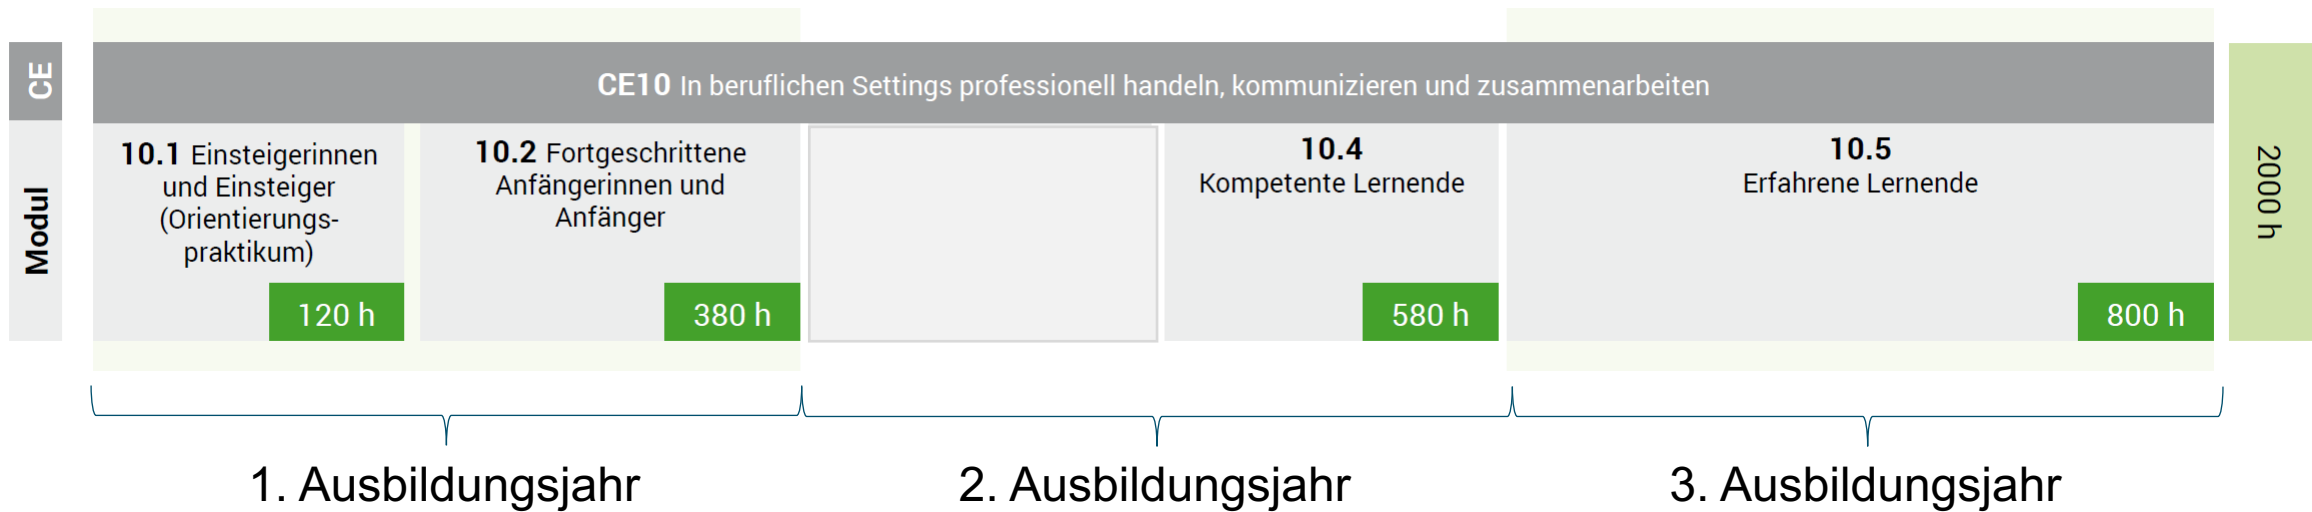 CE
CE10 In beruflichen Settings professionell handeln, kommunizieren und zusammenarbeiten
Modul
10.1 Einsteigerinnen
und Einsteiger
(Orientierungs-
praktikum)
120 h
10.2 Fortgeschrittene
Anfängerinnen und
Anfänger
380 h
10.4
Kompetente Lernende
580 h
10.5
Erfahrene Lernende
800 h
2000 h
1. Ausbildungsjahr
2. Ausbildungsjahr
3. Ausbildungsjahr